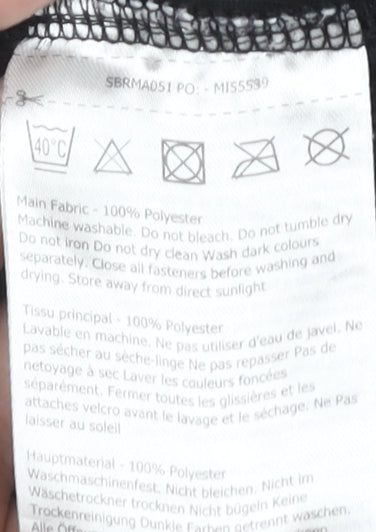 SBRMA051 PO: - MI55599
40°C
Main Fabric - 100% Polyester
Machine washable. Do not bleach. Do not tumble dry
Do not iron Do not dry clean Wash dark colours
separately. Close all fasteners before washing and
drying. Store away from direct sunlight
Tissu principal - 100% Polyester
Lavable en machine. Ne pas utiliser d'eau de javel. Ne
pas sécher au sèche-linge Ne pas repasser Pas de
netoyage à sec Laver les couleurs foncées
séparément. Fermer toutes les glissières et les
attaches velcro avant le lavage et le séchage. Ne Pas
laisser au soleil
Hauptmaterial - 100% Polyester
Waschmaschinenfest. Nicht bleichen. Nicht im
Wäschetrockner trocknen Nicht bügeln Keine
Trockenreinigung Dunkle Farben getrennt waschen.
Alle